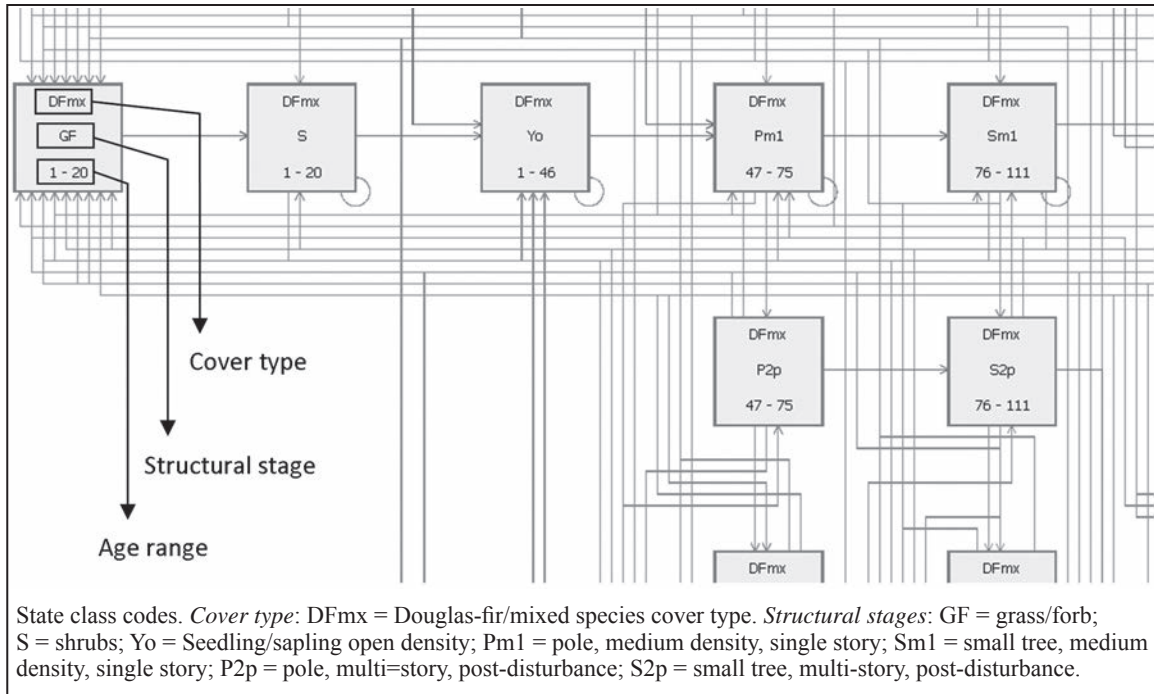 DFmx
GF
1 - 20
DFmx
S
1 - 20
DFmx
Yo
1 - 46
DFmx
Pm1
47 - 75
DFmx
Sm1
76 - 111
Cover type
Structural stage
Age range
DFmx
P2p
47 - 75
DFmx
S2p
76 - 111
DFmx
DFmx
State class codes. Cover type: DFmx = Douglas-fir/mixed species cover type. Structural stages: GF = grass/forb;
S = shrubs; Yo = Seedling/sapling open density; Pm1 = pole, medium density, single story; Sm1 = small tree, medium
density, single story; P2p = pole, multi=story, post-disturbance; S2p = small tree, multi-story, post-disturbance.